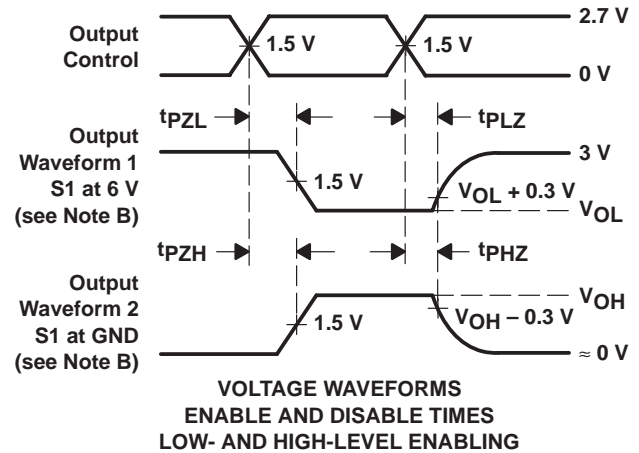 Output
Control
2.7 V
1.5 V
1.5 V
0 V
tPZL
tPLZ
Output
Waveform 1
S1 at 6 V
(see Note B)
3 V
1.5 V
VOL + 0.3 V
VOL
tPZH
tPHZ
Output
Waveform 2
S1 at GND
(see Note B)
VOH
1.5 V
VOH – 0.3 V
≈ 0 V
VOLTAGE WAVEFORMS
ENABLE AND DISABLE TIMES
LOW- AND HIGH-LEVEL ENABLING